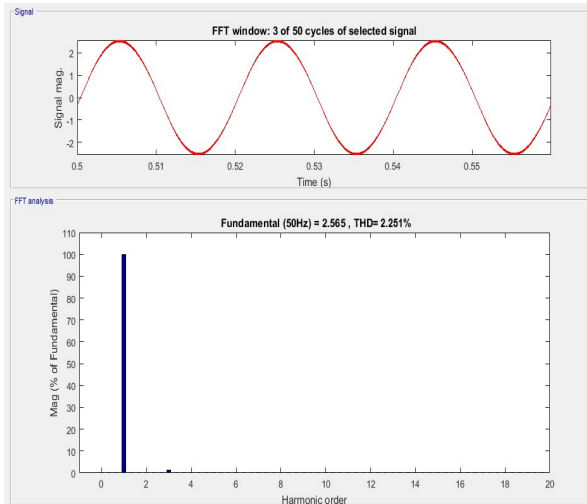 Signal
FFT window: 3 of 50 cycles of selected signal
Signal mag.
2
1
0
-1
-2
0.5 0.51 0.52 0.53 0.54 0.55
Time (s)
FFT analysis
Fundamental (50Hz) = 2.565 , THD= 2.251%
Mag (% of Fundamental)
110
100
90
80
70
60
50
40
30
20
10
0
0 2 4 6 8 10 12 14 16 18 20
Harmonic order